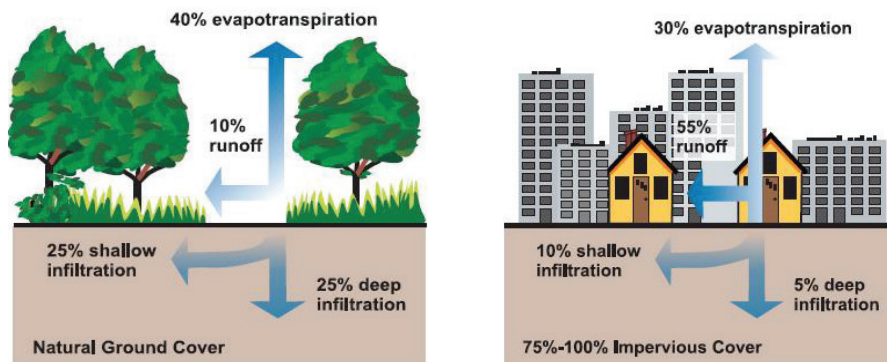 40% evapotranspiration
10%
runoff
25% shallow
infiltration
25% deep
infiltration
Natural Ground Cover
30% evapotranspiration
55%
runoff
10% shallow
infiltration
5% deep
infiltration
75%-100% Impervious Cover